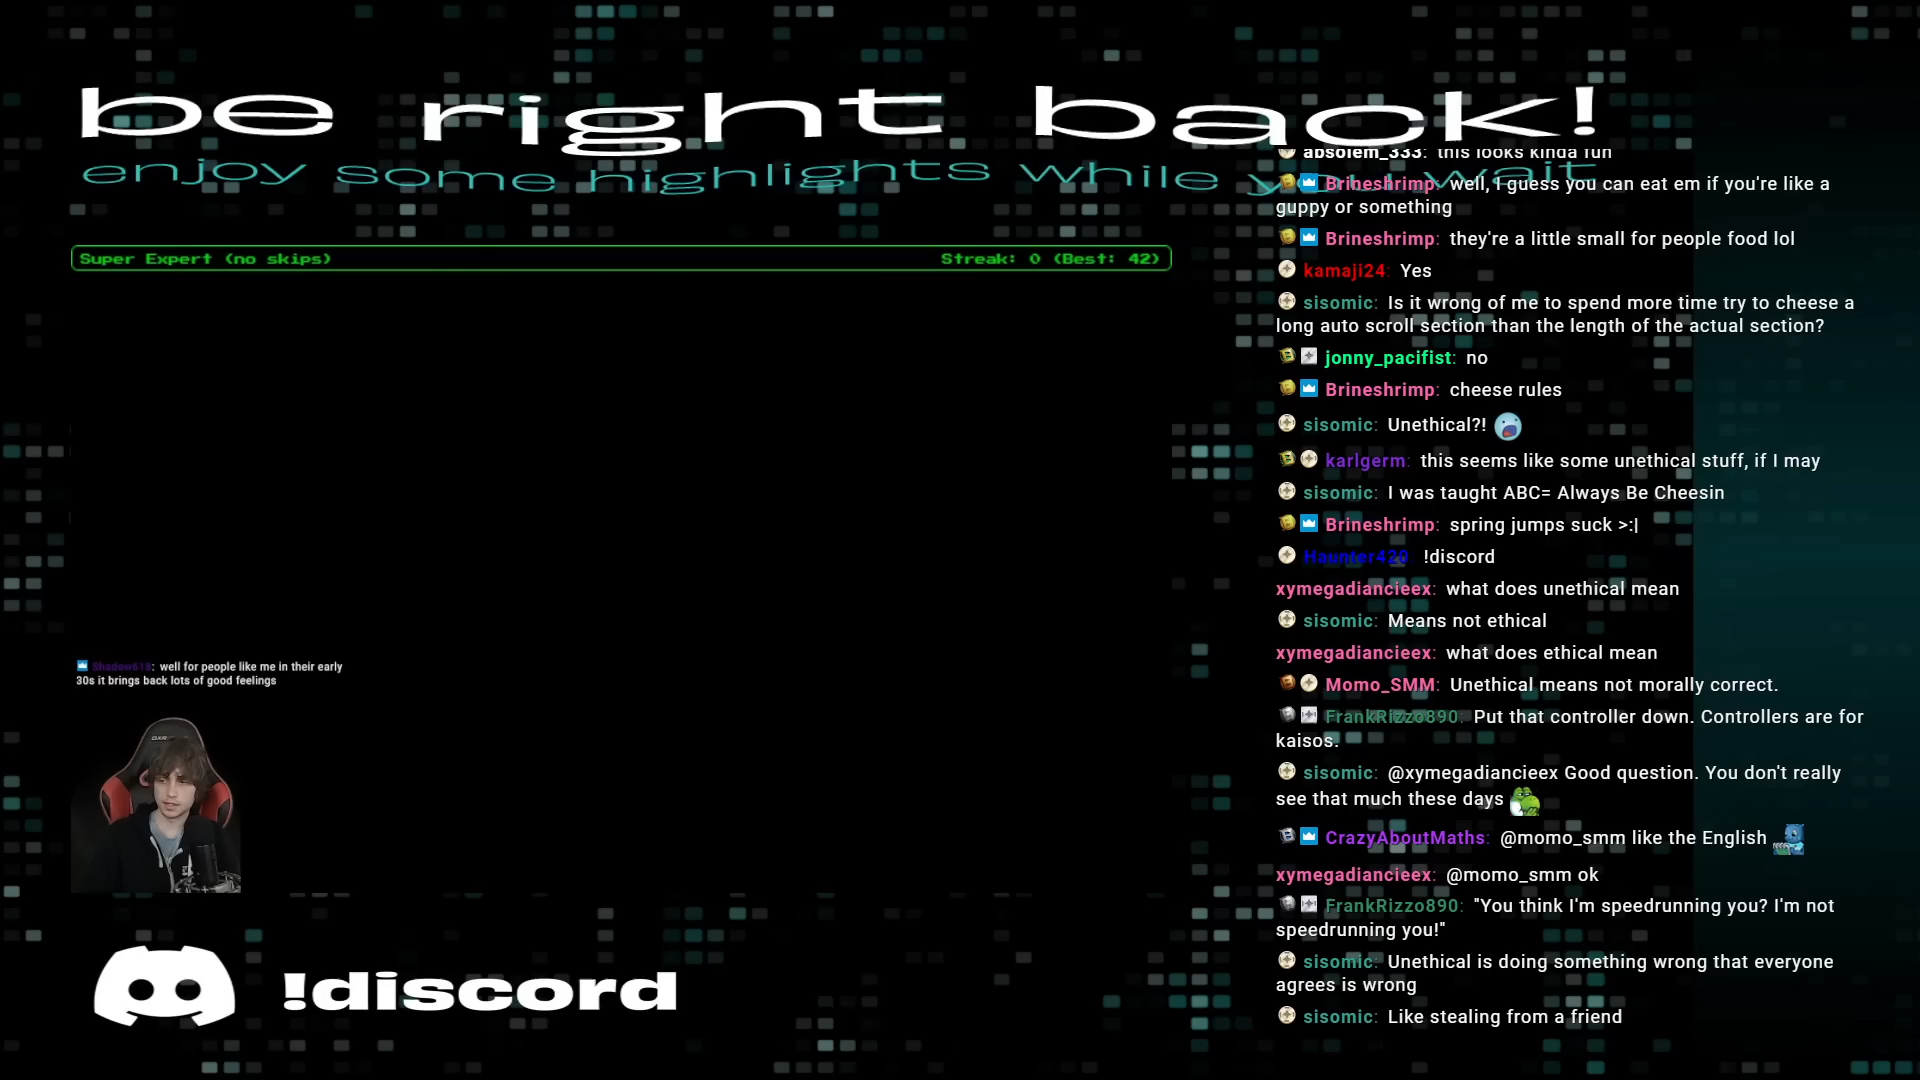 be right back!
enjoy some highlights while you wait
Super Expert (no skips)
Streak: 0 (Best: 42)
Shadow618: well for people like me in their early
30s it brings back lots of good feelings
!discord
absolem_333: this looks kinda fun
Brineshrimp: well, I guess you can eat em if you're like a
guppy or something
Brineshrimp: they're a little small for people food lol
kamaji24: Yes
sisomic: Is it wrong of me to spend more time try to cheese a
long auto scroll section than the length of the actual section?
jonny_pacifist: no
Brineshrimp: cheese rules
sisomic: Unethical?!
karlgerm: this seems like some unethical stuff, if I may
sisomic: I was taught ABC= Always Be Cheesin
Brineshrimp: spring jumps suck >:|
Haunter420: !discord
xymegadiancieex: what does unethical mean
sisomic: Means not ethical
xymegadiancieex: what does ethical mean
Momo_SMM: Unethical means not morally correct.
FrankRizzo890: Put that controller down. Controllers are for
kaisos.
sisomic: @xymegadiancieex Good question. You don't really
see that much these days
CrazyAboutMaths: @momo_smm like the English
xymegadiancieex: @momo_smm ok
FrankRizzo890: "You think I'm speedrunning you? I'm not
speedrunning you!"
sisomic: Unethical is doing something wrong that everyone
agrees is wrong
sisomic: Like stealing from a friend